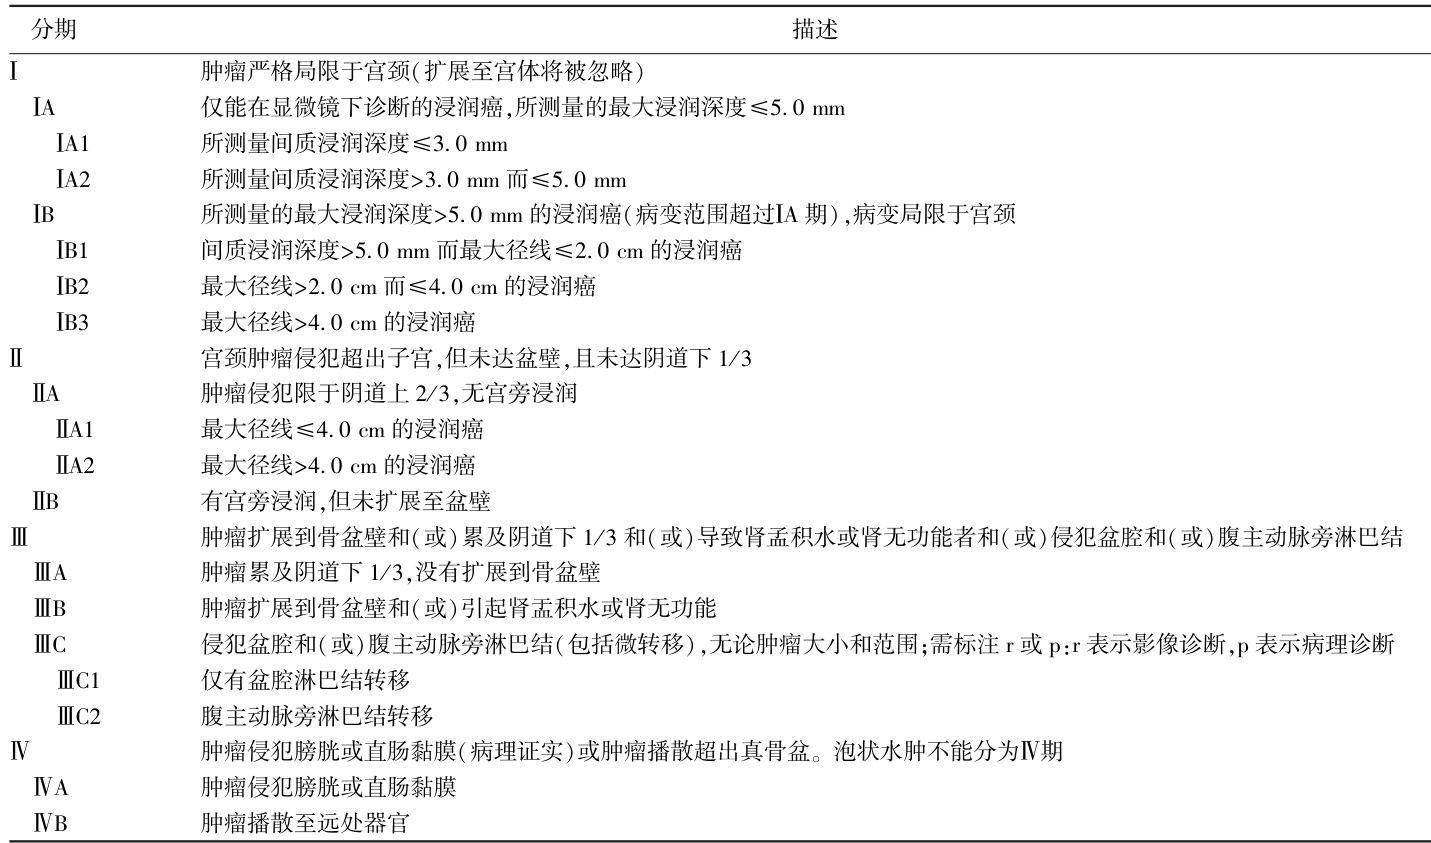 分期 描述
Ⅰ 肿瘤严格局限于宫颈(扩展至宫体将被忽略)
ⅠA 仅能在显微镜下诊断的浸润癌,所测量的最大浸润深度≤5.0 mm
ⅠA1 所测量间质浸润深度≤3.0 mm
ⅠA2 所测量间质浸润深度>3.0 mm 而≤5.0 mm
ⅠB 所测量的最大浸润深度>5.0 mm 的浸润癌(病变范围超过ⅠA 期),病变局限于宫颈
ⅠB1 间质浸润深度>5.0 mm 而最大径线≤2.0 cm 的浸润癌
ⅠB2 最大径线>2.0 cm 而≤4.0 cm 的浸润癌
ⅠB3 最大径线>4.0 cm 的浸润癌
Ⅱ 宫颈肿瘤侵犯超出子宫,但未达盆壁,且未达阴道下 1/3
ⅡA 肿瘤侵犯限于阴道上 2/3,无宫旁浸润
ⅡA1 最大径线≤4.0 cm 的浸润癌
ⅡA2 最大径线>4.0 cm 的浸润癌
ⅡB 有宫旁浸润,但未扩展至盆壁
Ⅲ 肿瘤扩展到骨盆壁和(或)累及阴道下 1/3 和(或)导致肾盂积水或肾无功能者和(或)侵犯盆腔和(或)腹主动脉旁淋巴结
ⅢA 肿瘤累及阴道下 1/3,没有扩展到骨盆壁
ⅢB 肿瘤扩展到骨盆壁和(或)引起肾盂积水或肾无功能
ⅢC 侵犯盆腔和(或)腹主动脉旁淋巴结(包括微转移),无论肿瘤大小和范围;需标注 r 或 p:r 表示影像诊断,p 表示病理诊断
ⅢC1 仅有盆腔淋巴结转移
ⅢC2 腹主动脉旁淋巴结转移
Ⅳ 肿瘤侵犯膀胱或直肠黏膜(病理证实)或肿瘤播散超出真骨盆。泡状水肿不能分为Ⅳ期
ⅣA 肿瘤侵犯膀胱或直肠黏膜
ⅣB 肿瘤播散至远处器官